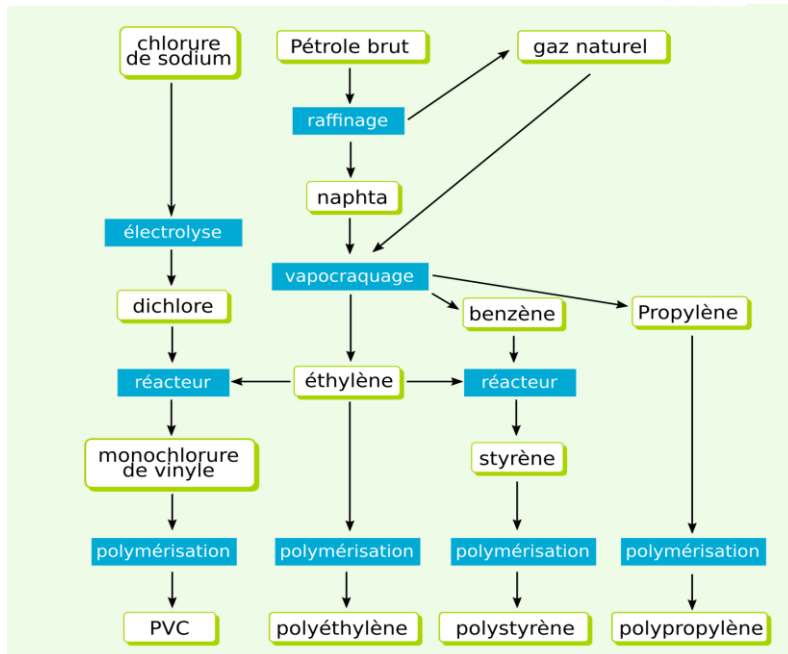 chlorure
de sodium
Pétrole brut
gaz naturel
raffinage
naphta
électrolyse
vapocraquage
dichlore
benzène
Propylène
réacteur
éthylène
réacteur
monochlorure
de vinyle
styrène
polymérisation
polymérisation
polymérisation
polymérisation
PVC
polyéthylène
polystyrène
polypropylène